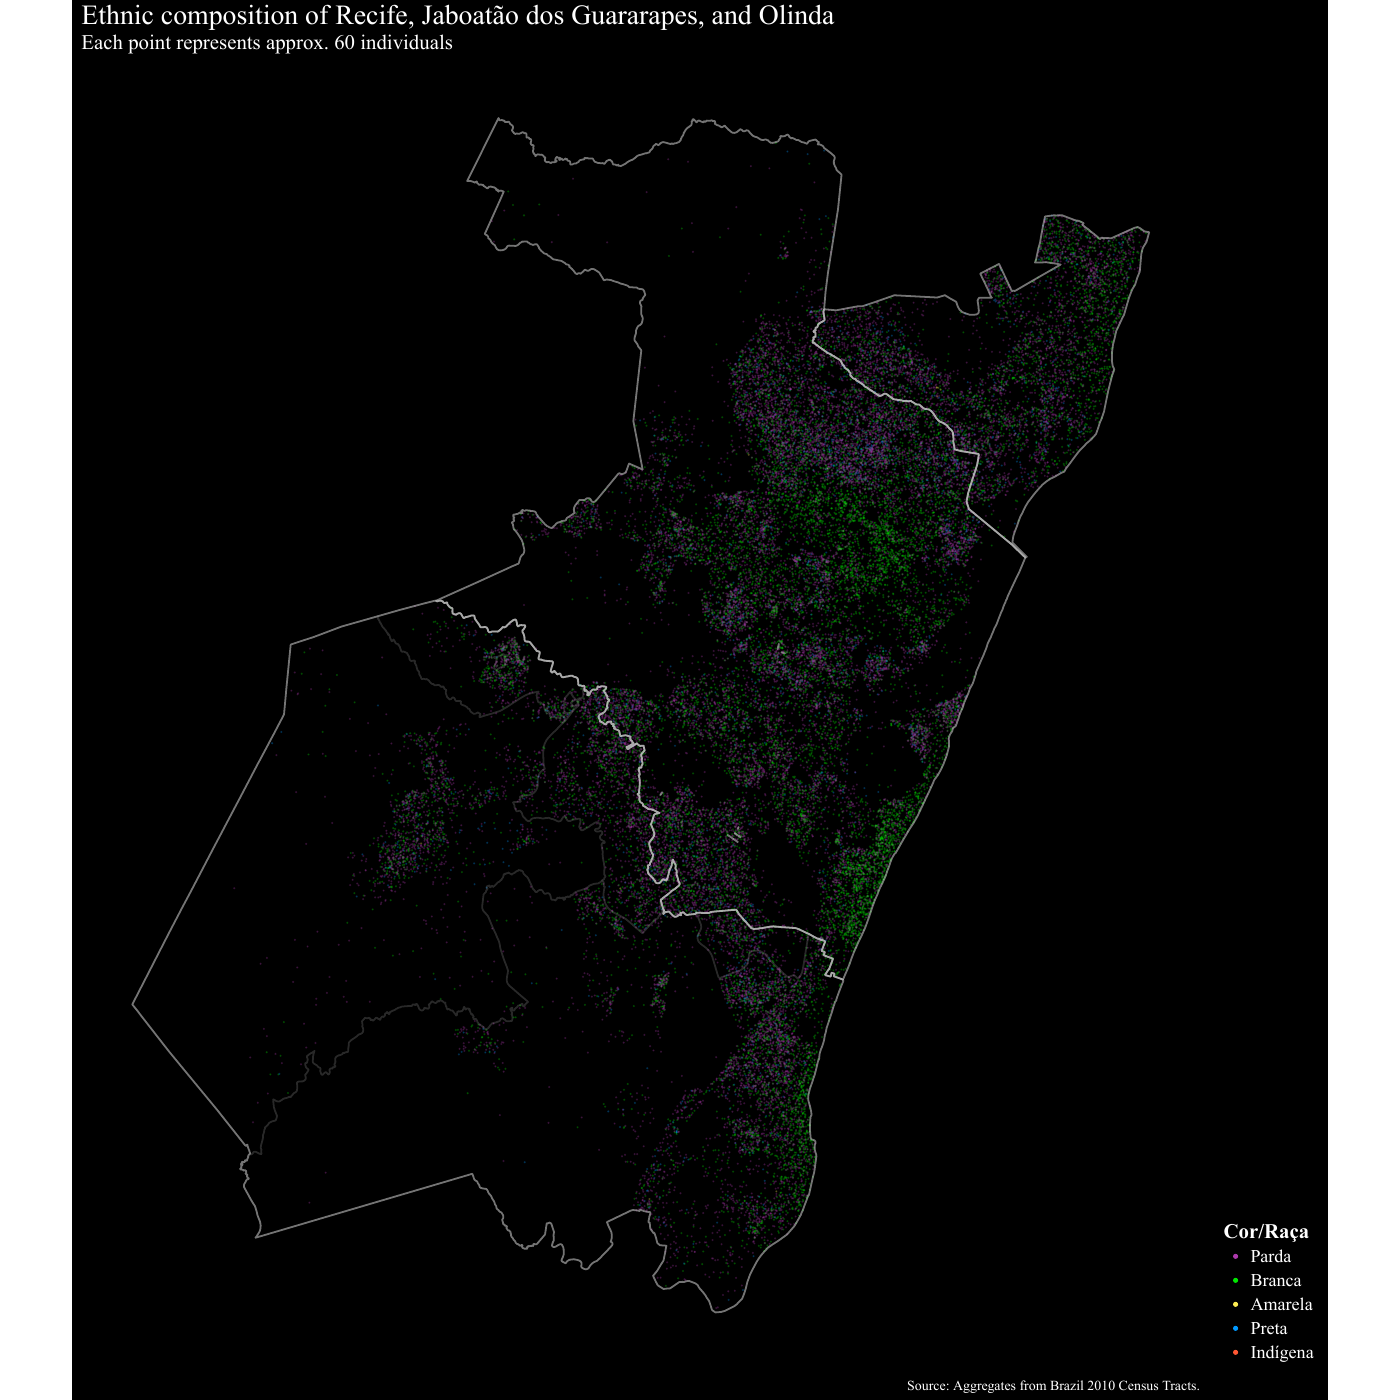 Ethnic composition of Recife, Jaboatão dos Guararapes, and Olinda
Each point represents approx. 60 individuals
Cor/Raça
Parda
Branca
Amarela
Preta
Indígena
Source: Aggregates from Brazil 2010 Census Tracts.